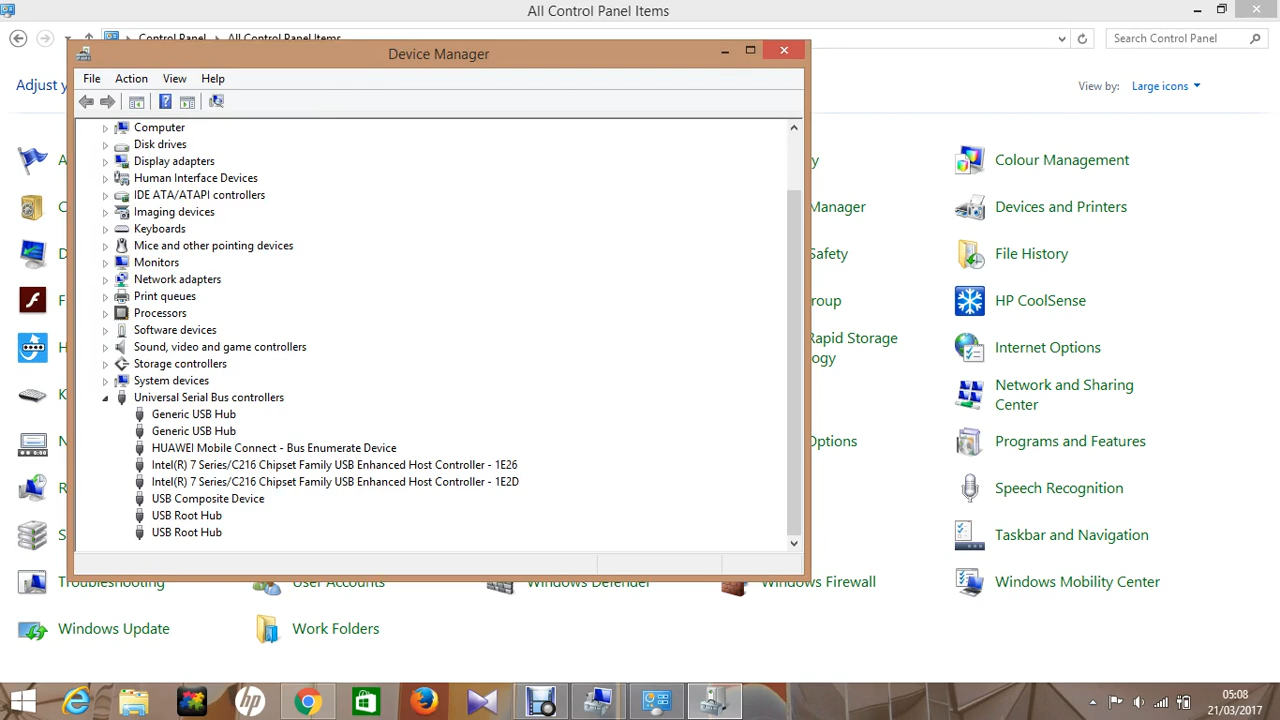 All Control Panel Items
Control Panel All Control Panel Items
Search Control Panel
Device Manager
File Action View Help
Adjust y
View by: Large icons
Computer
Disk drives
Display adapters
Human Interface Devices
IDE ATA/ATAPI controllers
Imaging devices
Keyboards
Mice and other pointing devices
Monitors
Network adapters
Print queues
Processors
Software devices
Sound, video and game controllers
Storage controllers
System devices
Universal Serial Bus controllers
Generic USB Hub
Generic USB Hub
HUAWEI Mobile Connect - Bus Enumerate Device
Intel(R) 7 Series/C216 Chipset Family USB Enhanced Host Controller - 1E26
Intel(R) 7 Series/C216 Chipset Family USB Enhanced Host Controller - 1E2D
USB Composite Device
USB Root Hub
USB Root Hub
A
C
D
F
H
K
N
R
S
y
Manager
Safety
roup
Rapid Storage
ogy
Options
Colour Management
Devices and Printers
File History
HP CoolSense
Internet Options
Network and Sharing
Center
Programs and Features
Speech Recognition
Taskbar and Navigation
Troubleshooting
User Accounts
Windows Defender
Windows Firewall
Windows Mobility Center
Windows Update
Work Folders
hp
05:08
21/03/2017